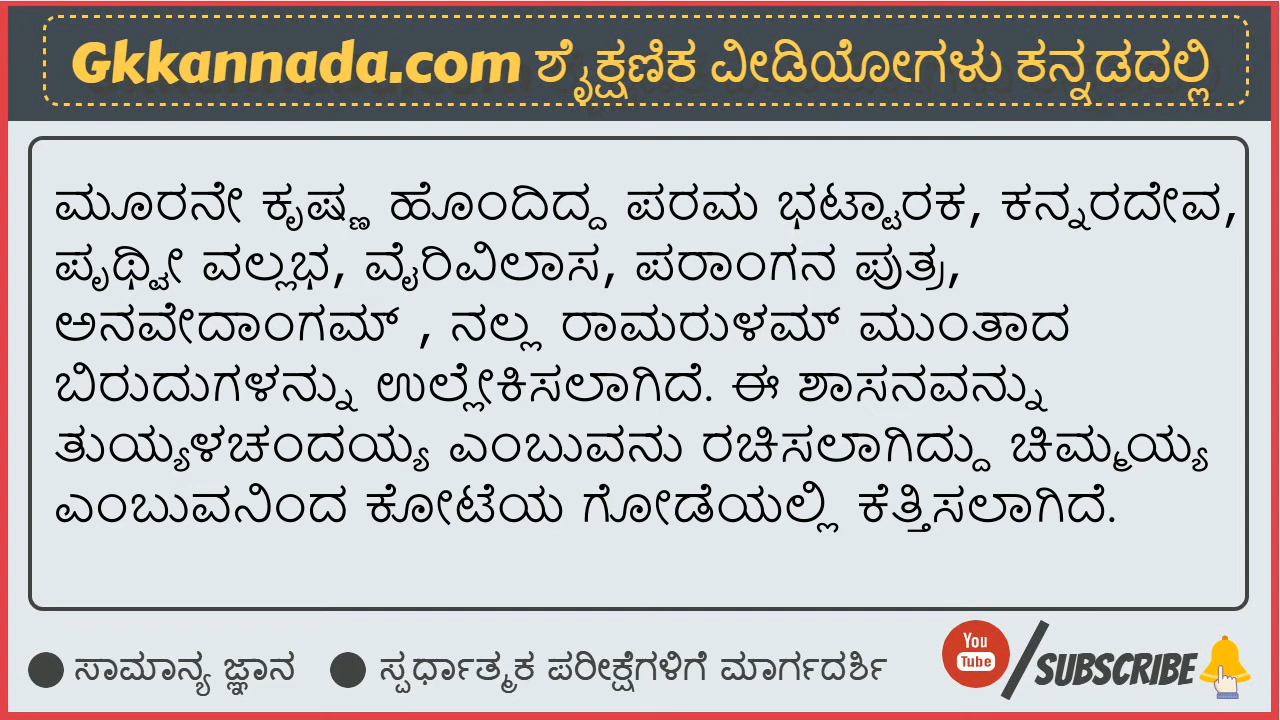 Gkkannada.com ಶೈಕ್ಷಣಿಕ ವೀಡಿಯೋಗಳು ಕನ್ನಡದಲ್ಲಿ
ಮೂರನೇ ಕೃಷ್ಣ ಹೊಂದಿದ್ದ ಪರಮ ಭಟ್ಟಾರಕ, ಕನ್ನರದೇವ,
ಪೃಥ್ವೀ ವಲ್ಲಭ, ವೈರಿವಿಲಾಸ, ಪರಾಂಗನ ಪುತ್ರ,
ಅನವೇದಾಂಗಮ್ , ನಲ್ಲ ರಾಮರುಳಮ್ ಮುಂತಾದ
ಬಿರುದುಗಳನ್ನು ಉಲ್ಲೇಕಿಸಲಾಗಿದೆ. ಈ ಶಾಸನವನ್ನು
ತುಯ್ಯಳಚಂದಯ್ಯ ಎಂಬುವನು ರಚಿಸಲಾಗಿದ್ದು ಚಿಮ್ಮಯ್ಯ
ಎಂಬುವನಿಂದ ಕೋಟೆಯ ಗೋಡೆಯಲ್ಲಿ ಕೆತ್ತಿಸಲಾಗಿದೆ.
ಸಾಮಾನ್ಯ ಜ್ಞಾನ ಸ್ಪರ್ಧಾತ್ಮಕ ಪರೀಕ್ಷೆಗಳಿಗೆ ಮಾರ್ಗದರ್ಶಿ
You
Tube
SUBSCRIBE